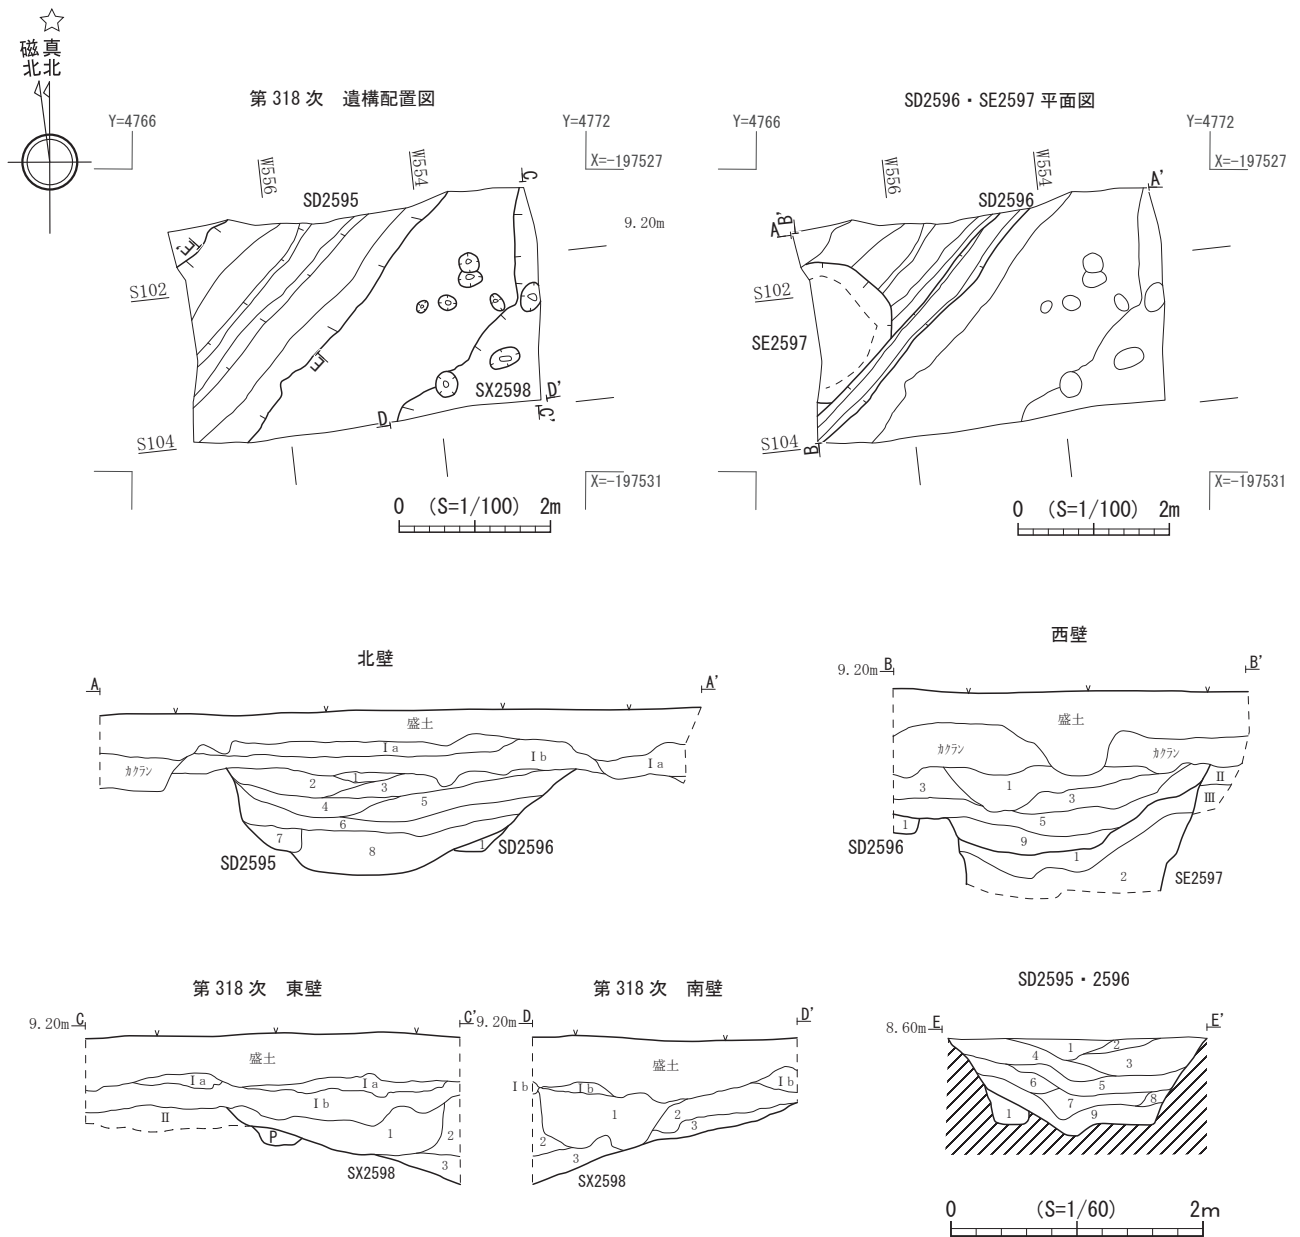 磁北
真北
第318次　遺構配置図
Y=4766
Y=4772
X=-197527
W556
W554
SD2595
C
E'
S102
E
SX2598
D
D'
C'
S104
X=-197531
0　(S=1/100)　2m
SD2596・SE2597 平面図
Y=4766
Y=4772
X=-197527
W556
W554
SD2596
A'
9.20m
A
B'
S102
SE2597
S104
B
X=-197531
0　(S=1/100)　2m
北壁
A
A'
盛土
Ⅰa
Ⅰb
Ⅰa
カクラン
1
2
3
4
5
6
7
8
1
SD2595
SD2596
西壁
9.20m B
B'
盛土
カクラン
カクラン
1
3
3
Ⅱ
Ⅲ
5
1
9
1
2
SD2596
SE2597
第318次　東壁
C
C'
9.20m
盛土
Ⅰa
Ⅰa
Ⅰb
Ⅱ
P
1
2
3
SX2598
第318次　南壁
9.20m D
D'
盛土
Ⅰb
Ⅰb
Ⅰb
1
2
2
3
3
SX2598
SD2595・2596
8.60m E
E'
1
2
3
4
5
6
7
8
9
1
0　(S=1/60)　2m